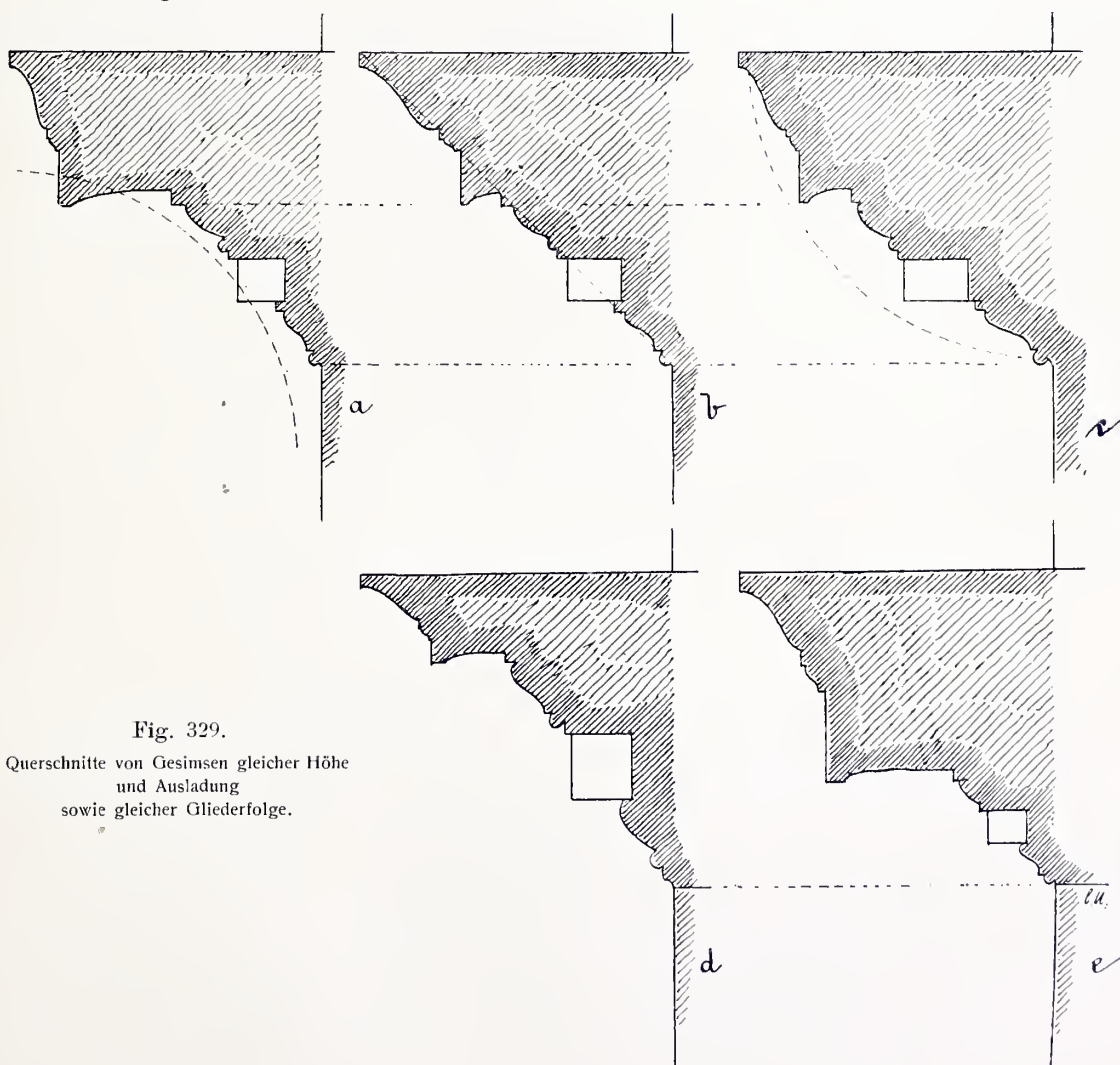 a
b
c
Fig. 329.
Querschnitte von Gesimsen gleicher Höhe
und Ausladung
sowie gleicher Gliederfolge.
d
e